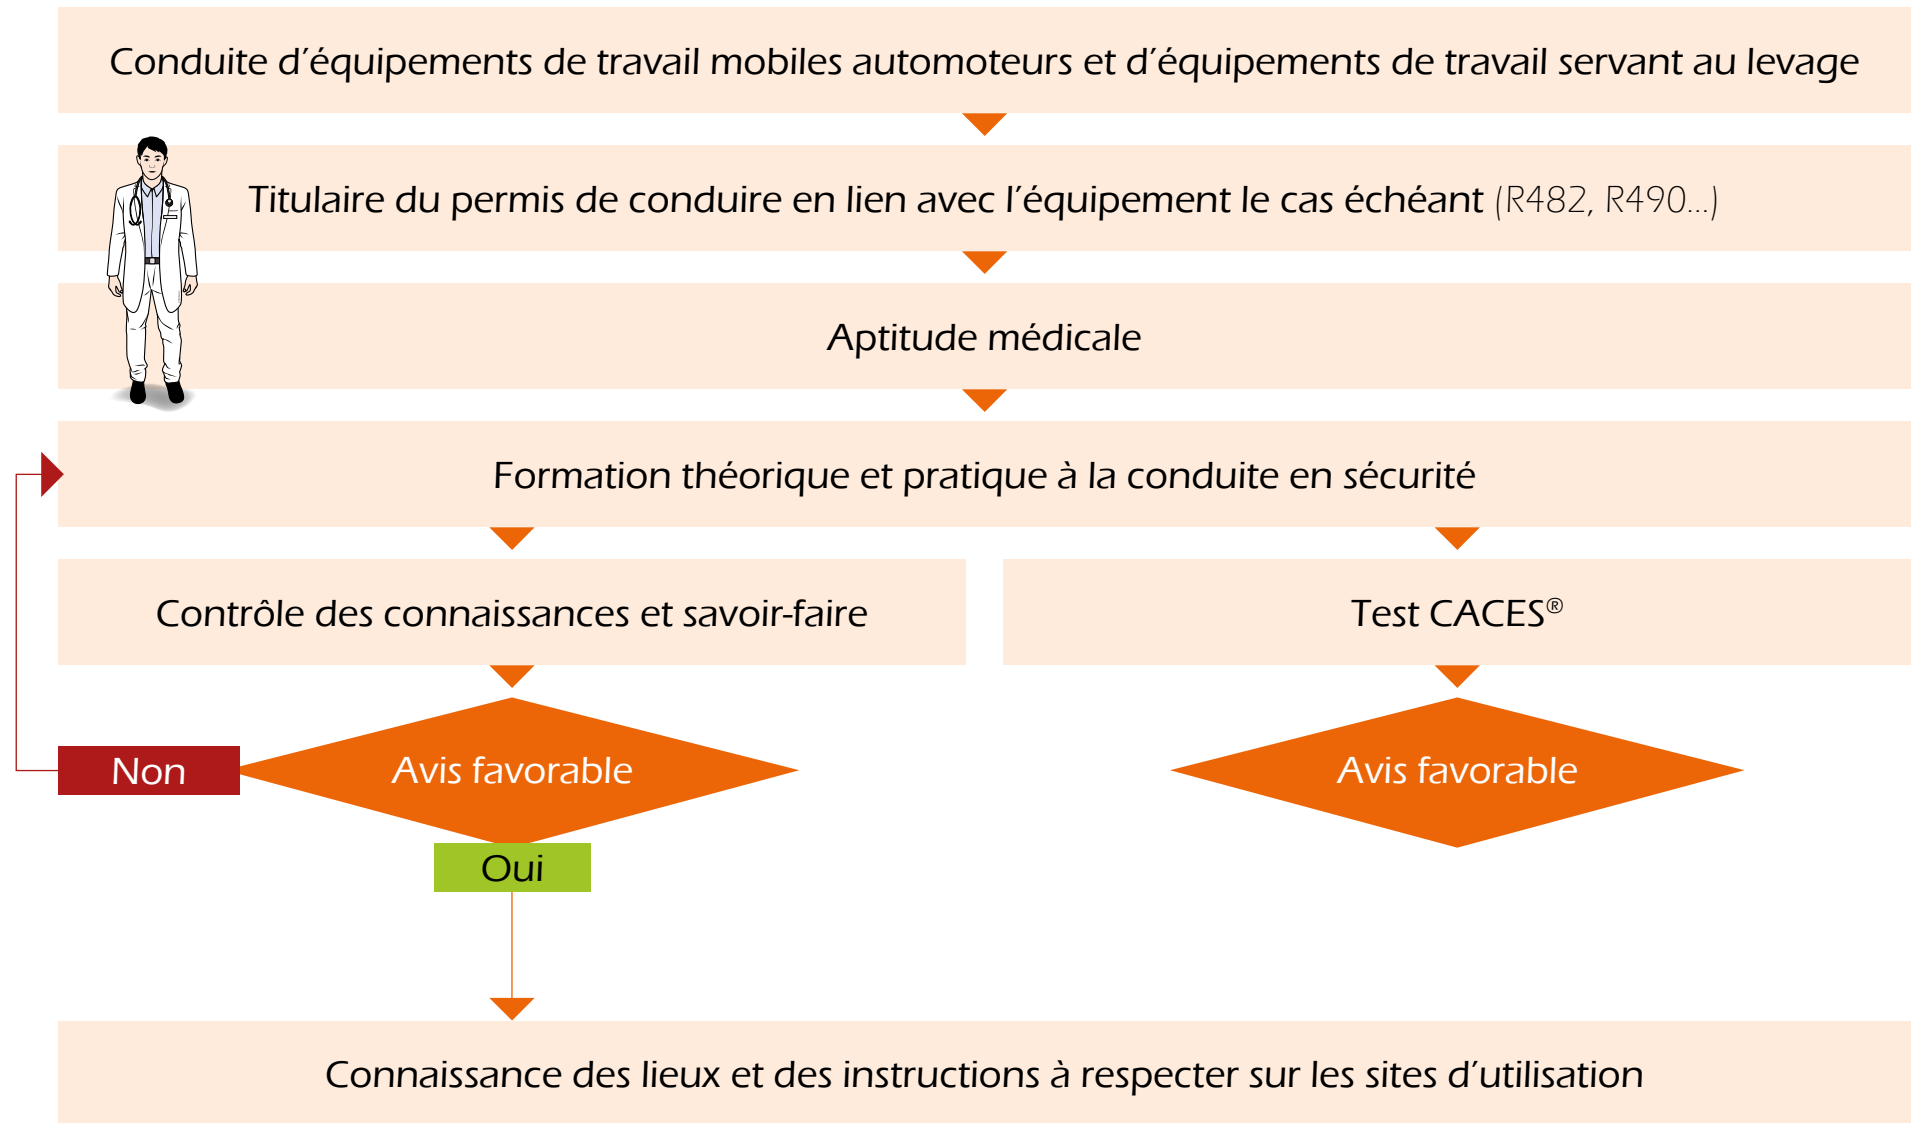 Conduite d’équipements de travail mobiles automoteurs et d’équipements de travail servant au levage
Titulaire du permis de conduire en lien avec l’équipement le cas échéant (R482, R490...)
Aptitude médicale
Formation théorique et pratique à la conduite en sécurité
Contrôle des connaissances et savoir-faire
Test CACES®
Non
Avis favorable
Avis favorable
Oui
Connaissance des lieux et des instructions à respecter sur les sites d’utilisation